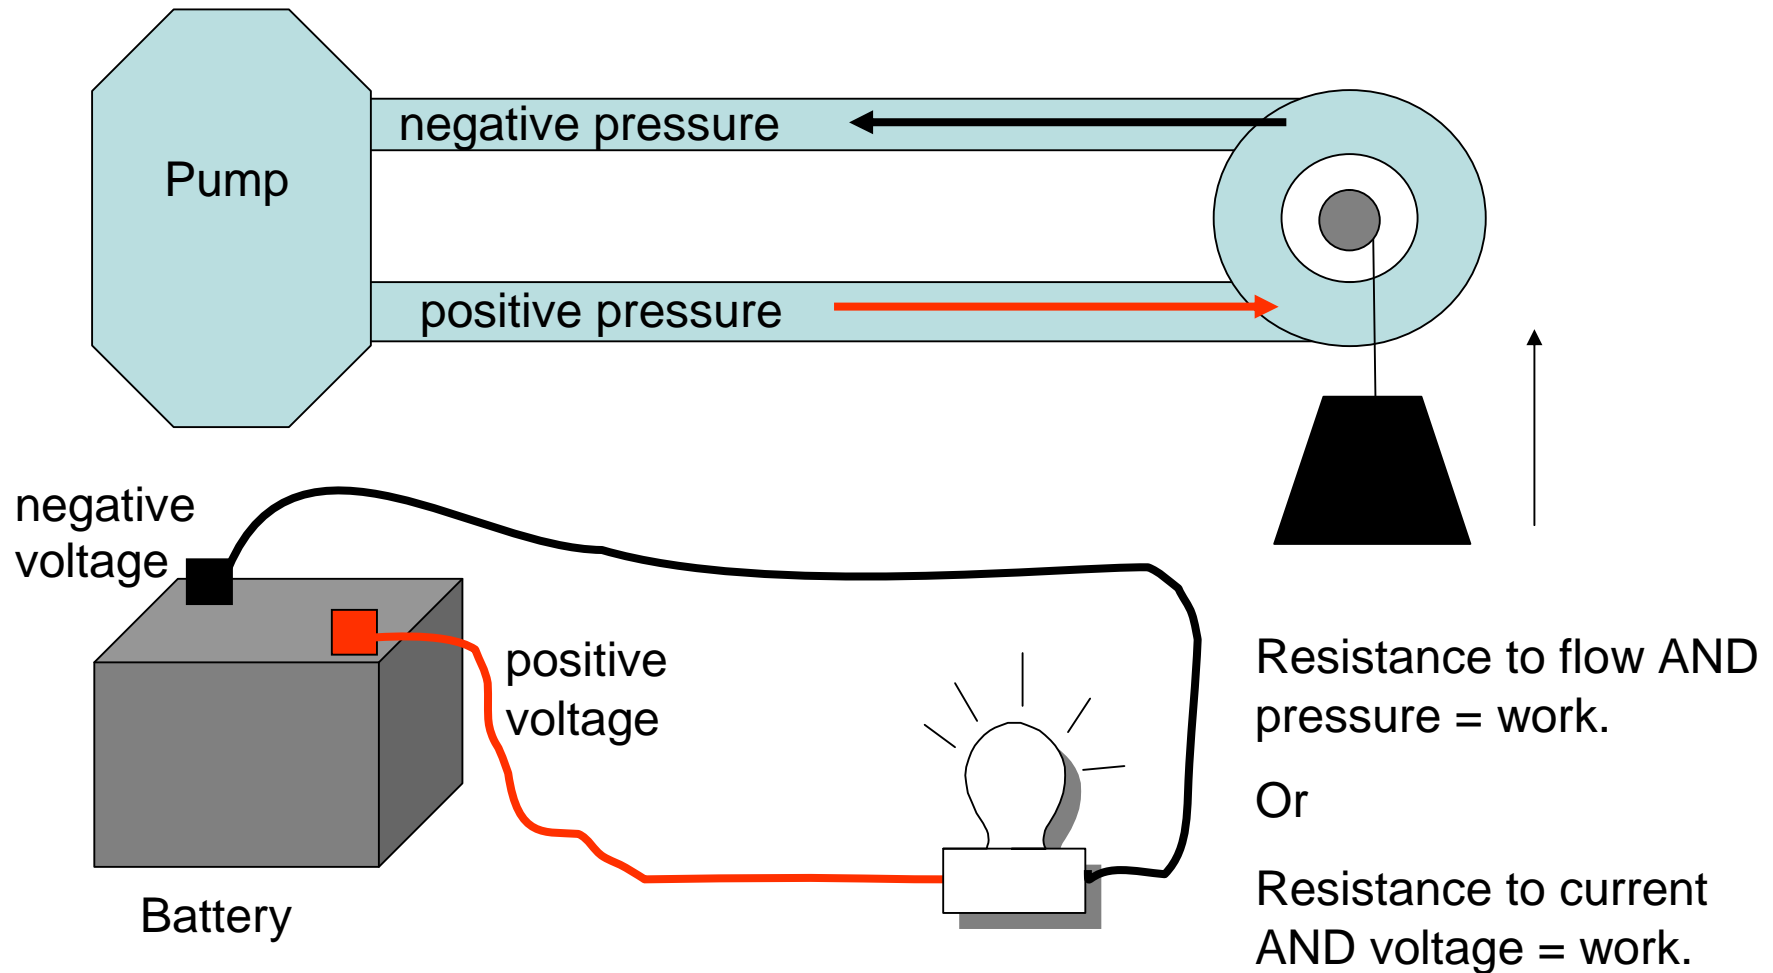 negative pressure
Pump
positive pressure
negative
voltage
positive
voltage
Battery
Resistance to flow AND
pressure = work.
Or
Resistance to current
AND voltage = work.